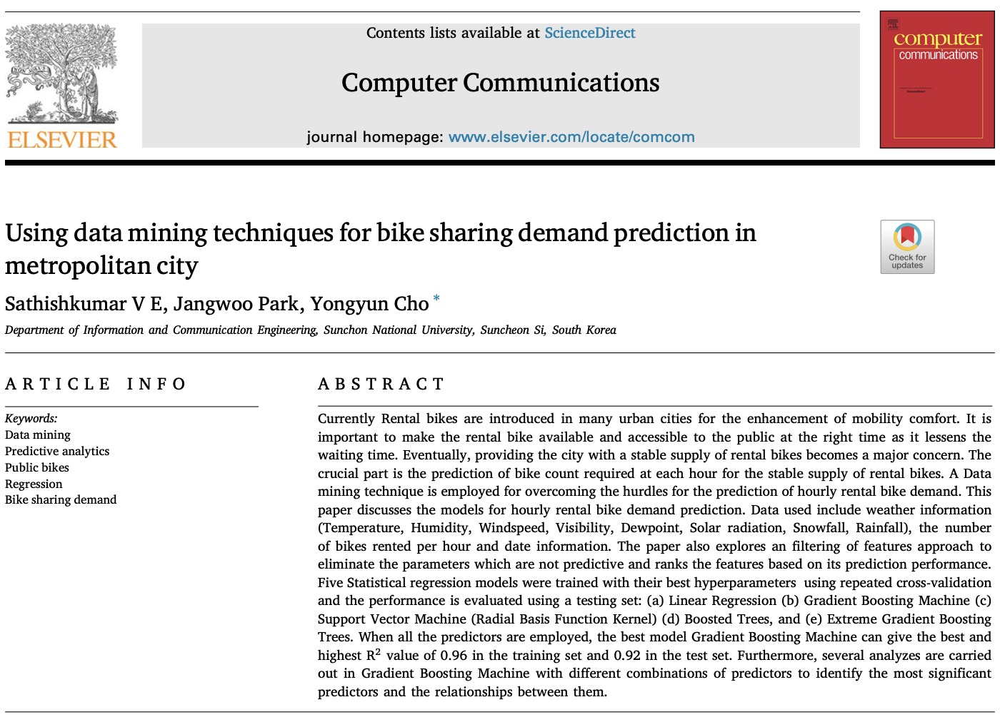 Contents lists available at ScienceDirect
Computer Communications
journal homepage: www.elsevier.com/locate/comcom
NON SOLUS
ELSEVIER
computer
communications
ScienceDirect
Using data mining techniques for bike sharing demand prediction in
metropolitan city
Check for
updates
Sathishkumar V E, Jangwoo Park, Yongyun Cho *
Department of Information and Communication Engineering, Sunchon National University, Suncheon Si, South Korea
ARTICLE INFO
Keywords:
Data mining
Predictive analytics
Public bikes
Regression
Bike sharing demand
ABSTRACT
Currently Rental bikes are introduced in many urban cities for the enhancement of mobility comfort. It is
important to make the rental bike available and accessible to the public at the right time as it lessens the
waiting time. Eventually, providing the city with a stable supply of rental bikes becomes a major concern. The
crucial part is the prediction of bike count required at each hour for the stable supply of rental bikes. A Data
mining technique is employed for overcoming the hurdles for the prediction of hourly rental bike demand. This
paper discusses the models for hourly rental bike demand prediction. Data used include weather information
(Temperature, Humidity, Windspeed, Visibility, Dewpoint, Solar radiation, Snowfall, Rainfall), the number
of bikes rented per hour and date information. The paper also explores an filtering of features approach to
eliminate the parameters which are not predictive and ranks the features based on its prediction performance.
Five Statistical regression models were trained with their best hyperparameters using repeated cross-validation
and the performance is evaluated using a testing set: (a) Linear Regression (b) Gradient Boosting Machine (c)
Support Vector Machine (Radial Basis Function Kernel) (d) Boosted Trees, and (e) Extreme Gradient Boosting
Trees. When all the predictors are employed, the best model Gradient Boosting Machine can give the best and
highest R² value of 0.96 in the training set and 0.92 in the test set. Furthermore, several analyzes are carried
out in Gradient Boosting Machine with different combinations of predictors to identify the most significant
predictors and the relationships between them.